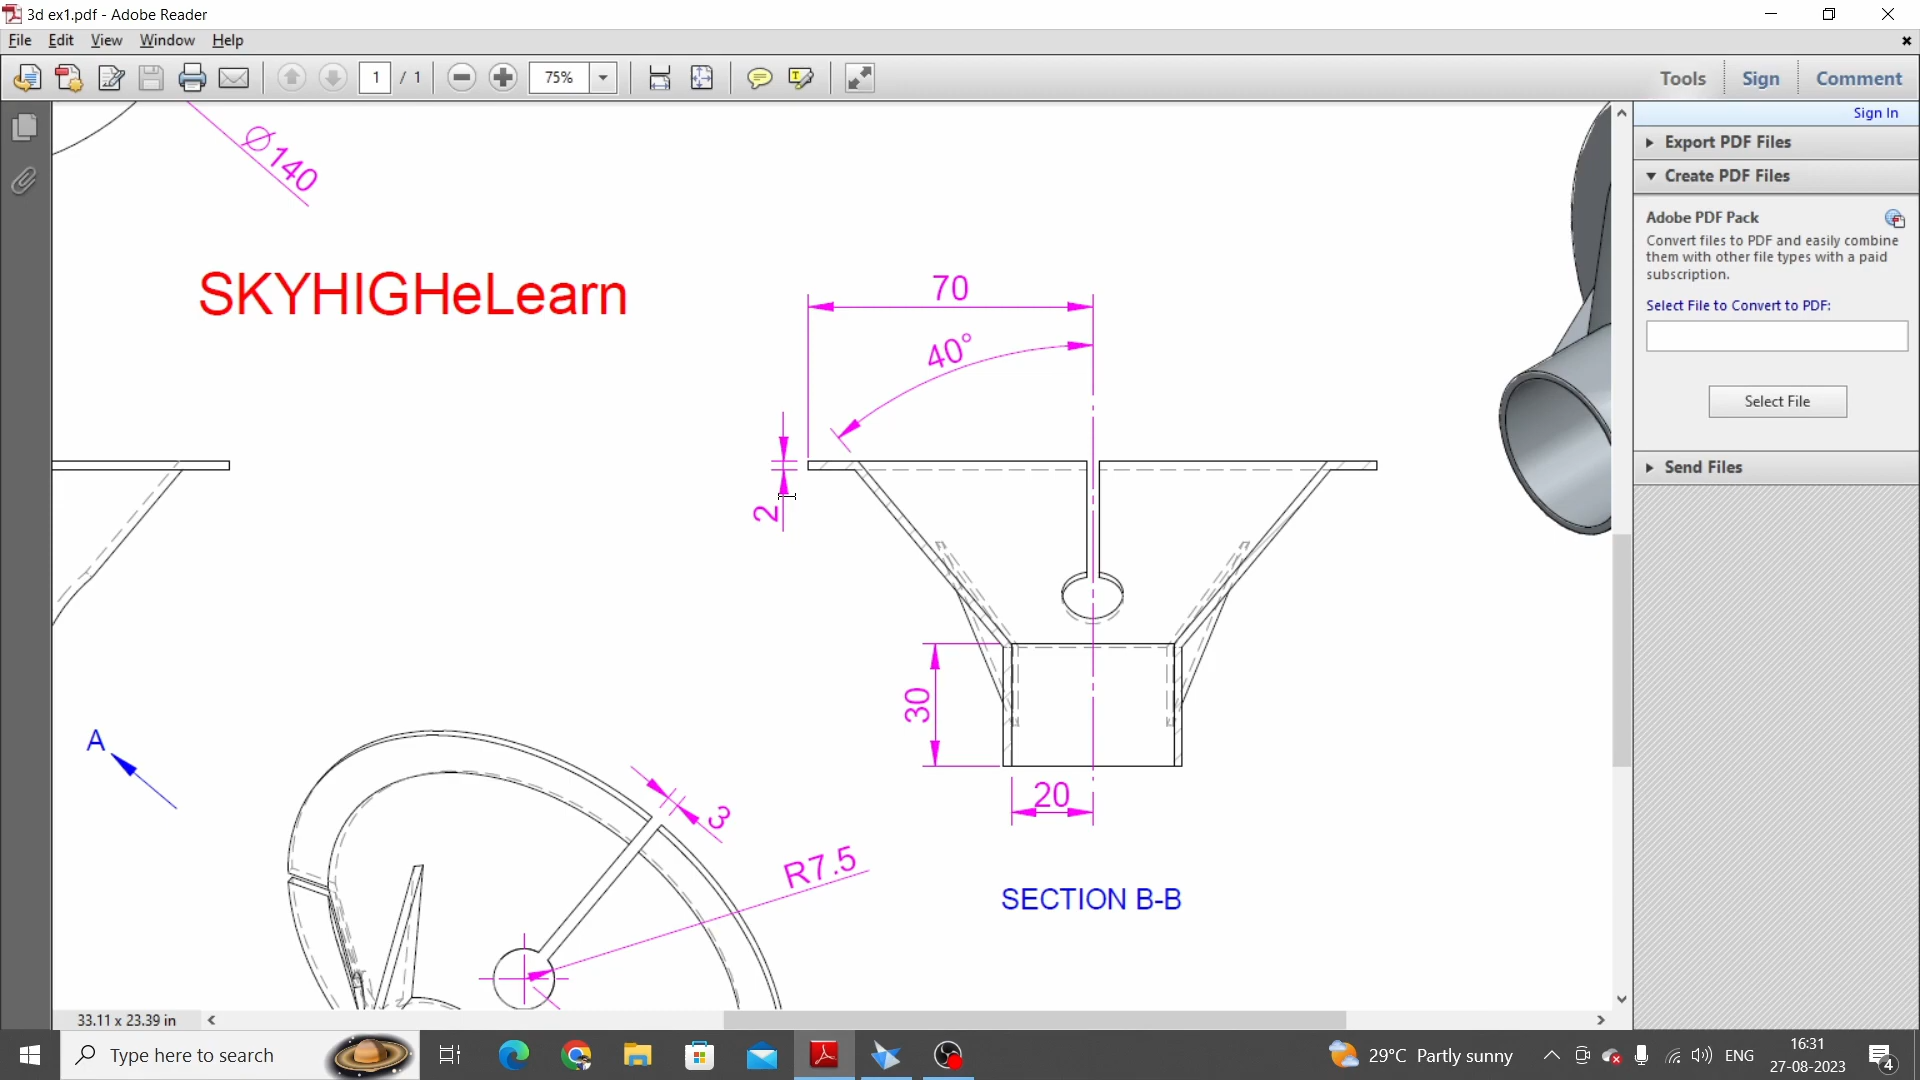 3d ex1.pdf - Adobe Reader
File Edit View Window Help
1 / 1 75% Tools Sign Comment
Sign In
Export PDF Files
Create PDF Files
Adobe PDF Pack
Convert files to PDF and easily combine
them with other file types with a paid
subscription.
Select File to Convert to PDF:
Select File
Send Files
Ø140
SKYHIGHeLearn
70
40°
2
30
20
A
3
R7.5
SECTION B-B
33.11 x 23.39 in
Type here to search
29°C Partly sunny
ENG
16:31
27-08-2023
4